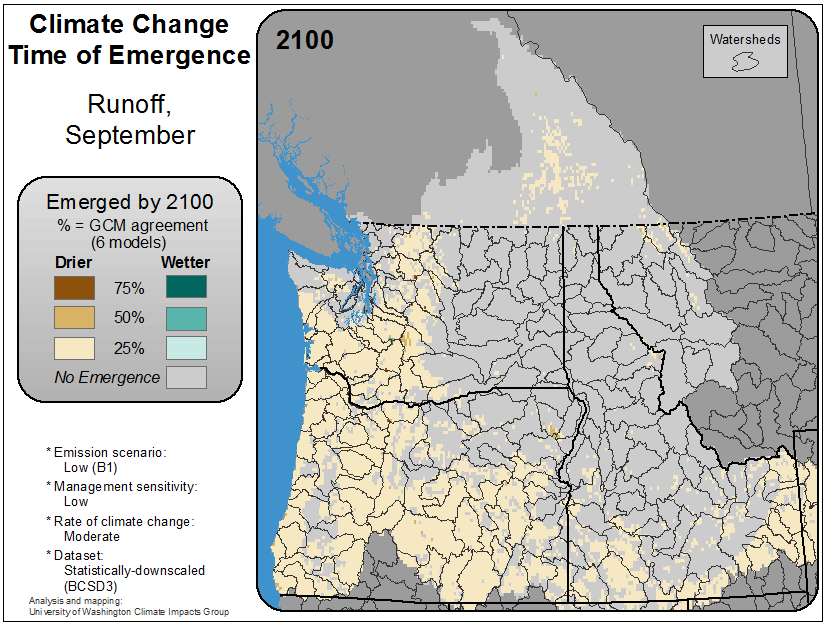 Climate Change
Time of Emergence
Runoff,
September
Emerged by 2100
% = GCM agreement
(6 models)
Drier Wetter
75%
50%
25%
No Emergence
* Emission scenario:
Low (B1)
* Management sensitivity:
Low
* Rate of climate change:
Moderate
* Dataset:
Statistically-downscaled
(BCSD3)
Analysis and mapping:
University of Washington Climate Impacts Group
2100
Watersheds